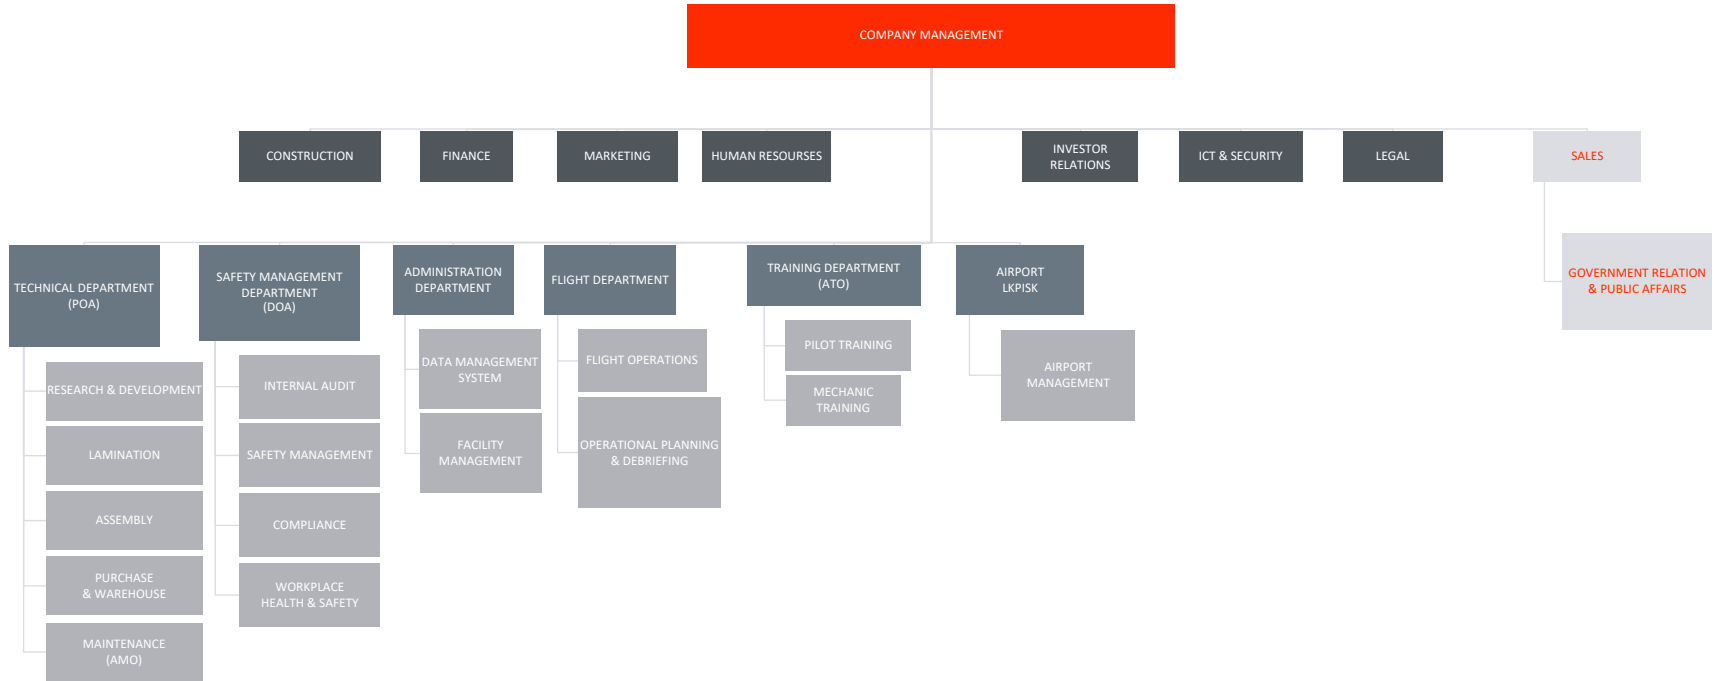 COMPANY MANAGEMENT
CONSTRUCTION
FINANCE
MARKETING
HUMAN RESOURSES
INVESTOR
RELATIONS
ICT & SECURITY
LEGAL
SALES
GOVERNMENT RELATION
& PUBLIC AFFAIRS
TECHNICAL DEPARTMENT
(POA)
RESEARCH & DEVELOPMENT
LAMINATION
ASSEMBLY
PURCHASE
& WAREHOUSE
MAINTENANCE
(AMO)
SAFETY MANAGEMENT
DEPARTMENT
(DOA)
INTERNAL AUDIT
SAFETY MANAGEMENT
COMPLIANCE
WORKPLACE
HEALTH & SAFETY
ADMINISTRATION
DEPARTMENT
DATA MANAGEMENT
SYSTEM
FACILITY
MANAGEMENT
FLIGHT DEPARTMENT
FLIGHT OPERATIONS
OPERATIONAL PLANNING
& DEBRIEFING
TRAINING DEPARTMENT
(ATO)
PILOT TRAINING
MECHANIC
TRAINING
AIRPORT
LKPISK
AIRPORT
MANAGEMENT